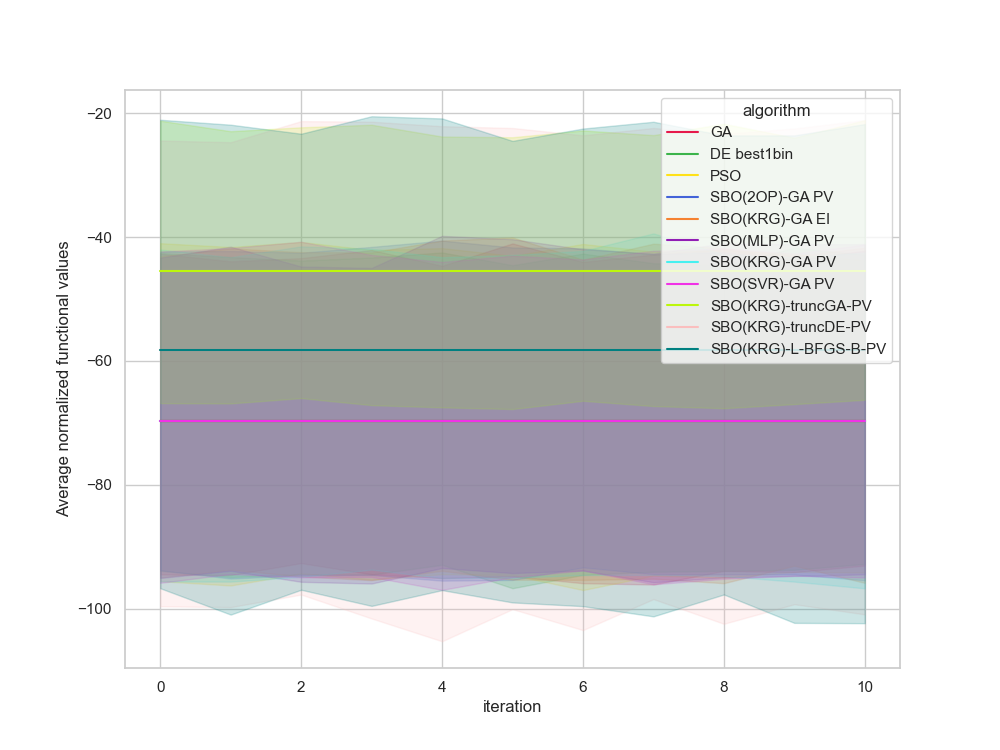 Average normalized functional values
−20
−40
−60
−80
−100
0
2
4
6
8
10
iteration
algorithm
GA
DE best1bin
PSO
SBO(2OP)-GA PV
SBO(KRG)-GA EI
SBO(MLP)-GA PV
SBO(KRG)-GA PV
SBO(SVR)-GA PV
SBO(KRG)-truncGA-PV
SBO(KRG)-truncDE-PV
SBO(KRG)-L-BFGS-B-PV